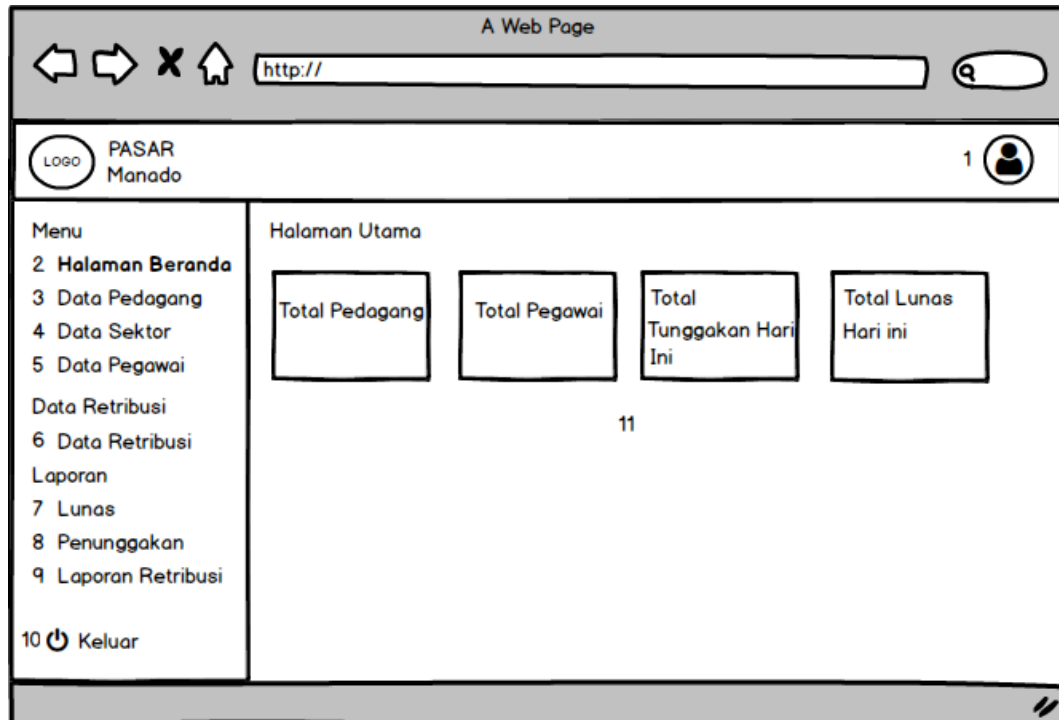 A Web Page
http://
LOGO
PASAR
Manado
1
Menu
2 Halaman Beranda
3 Data Pedagang
4 Data Sektor
5 Data Pegawai
Data Retribusi
6 Data Retribusi
Laporan
7 Lunas
8 Penunggakan
9 Laporan Retribusi
10 Keluar
Halaman Utama
Total Pedagang
Total Pegawai
Total
Tunggakan Hari
Ini
Total Lunas
Hari ini
11